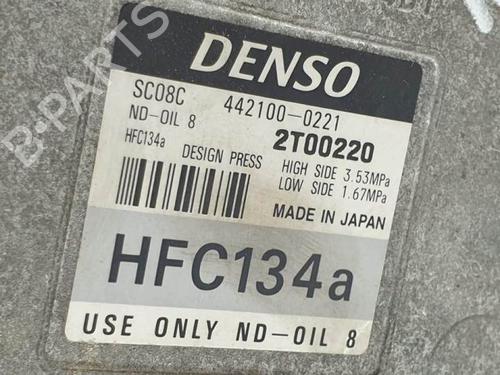 B-PARTS
DENSO
SC08C 442100-0221
ND-OIL 8 2T00220
HFC134a DESIGN PRESS HIGH SIDE 3.53MPa
LOW SIDE 1.67MPa
MADE IN JAPAN
HFC134a
USE ONLY ND-OIL 8